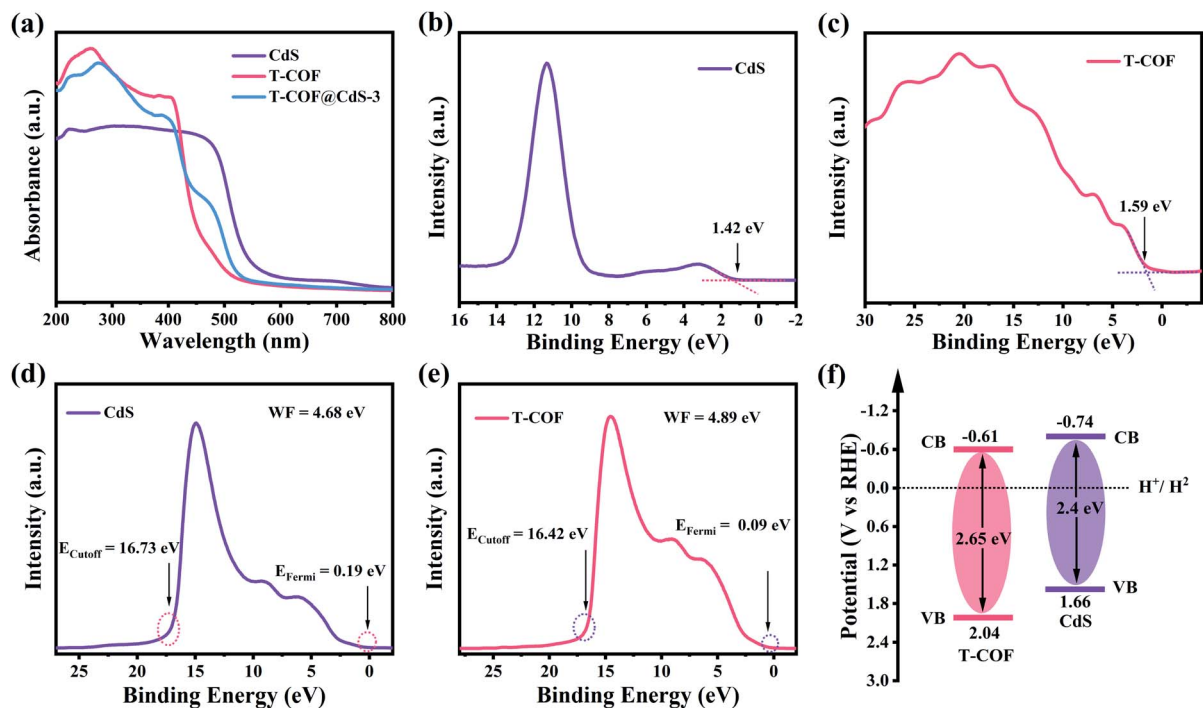 (a)
CdS
T-COF
T-COF@CdS-3
Absorbance (a.u.)
200 300 400 500 600 700 800
Wavelength (nm)
(b)
CdS
1.42 eV
Intensity (a.u.)
16 14 12 10 8 6 4 2 0 -2
Binding Energy (eV)
(c)
T-COF
1.59 eV
Intensity (a.u.)
30 25 20 15 10 5 0
Binding Energy (eV)
(d)
CdS
WF = 4.68 eV
E_Cutoff = 16.73 eV
E_Fermi = 0.19 eV
Intensity (a.u.)
25 20 15 10 5 0
Binding Energy (eV)
(e)
T-COF
WF = 4.89 eV
E_Cutoff = 16.42 eV
E_Fermi = 0.09 eV
Intensity (a.u.)
25 20 15 10 5 0
Binding Energy (eV)
(f)
Potential (V vs RHE)
-1.2
-0.6
0.0
0.6
1.2
1.8
2.4
3.0
-0.61
-0.74
CB
CB
H⁺/ H²
2.65 eV
2.4 eV
VB
VB
2.04
T-COF
1.66
CdS